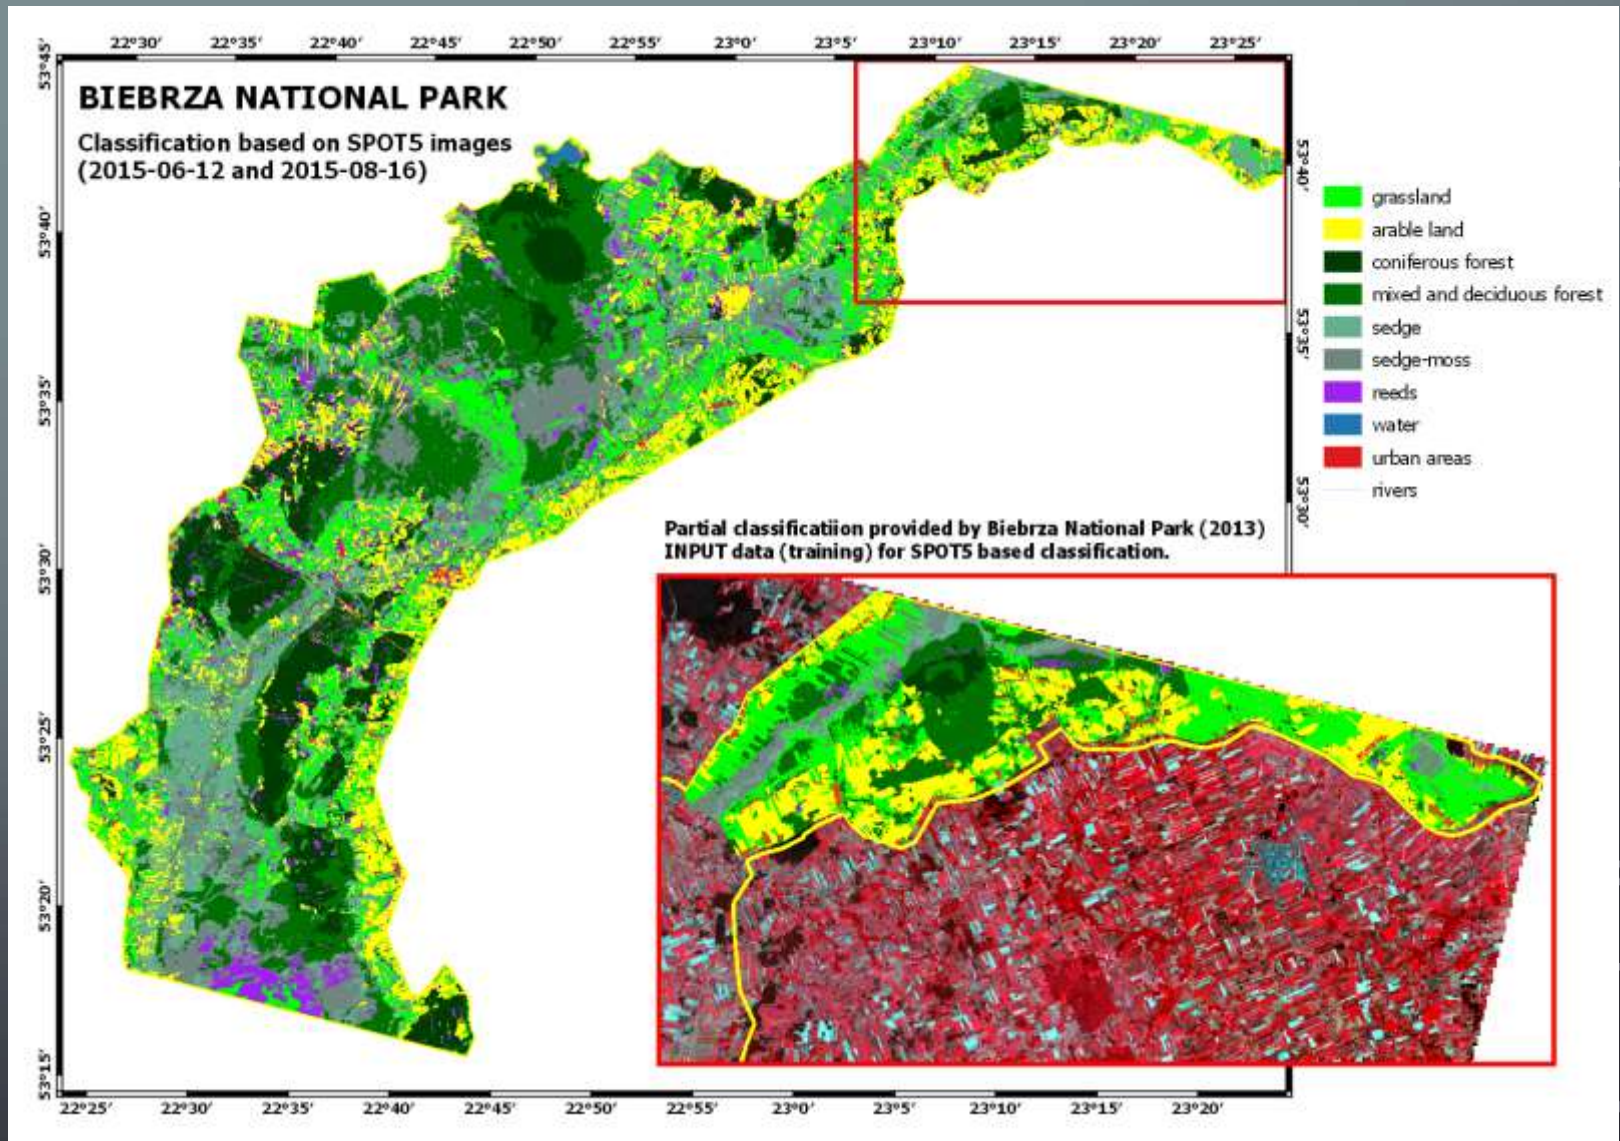 22°30′ 22°35′ 22°40′ 22°45′ 22°50′ 22°55′ 23°0′ 23°5′ 23°10′ 23°15′ 23°20′ 23°25′
53°45′
BIEBRZA NATIONAL PARK
Classification based on SPOT5 images
(2015-06-12 and 2015-08-16)
53°40′
53°35′
53°30′
53°25′
53°20′
53°15′
53°40′
53°35′
53°30′
grassland
arable land
coniferous forest
mixed and deciduous forest
sedge
sedge-moss
reeds
water
urban areas
rivers
Partial classificatiion provided by Biebrza National Park (2013)
INPUT data (training) for SPOT5 based classification.
22°25′ 22°30′ 22°35′ 22°40′ 22°45′ 22°50′ 22°55′ 23°0′ 23°5′ 23°10′ 23°15′ 23°20′